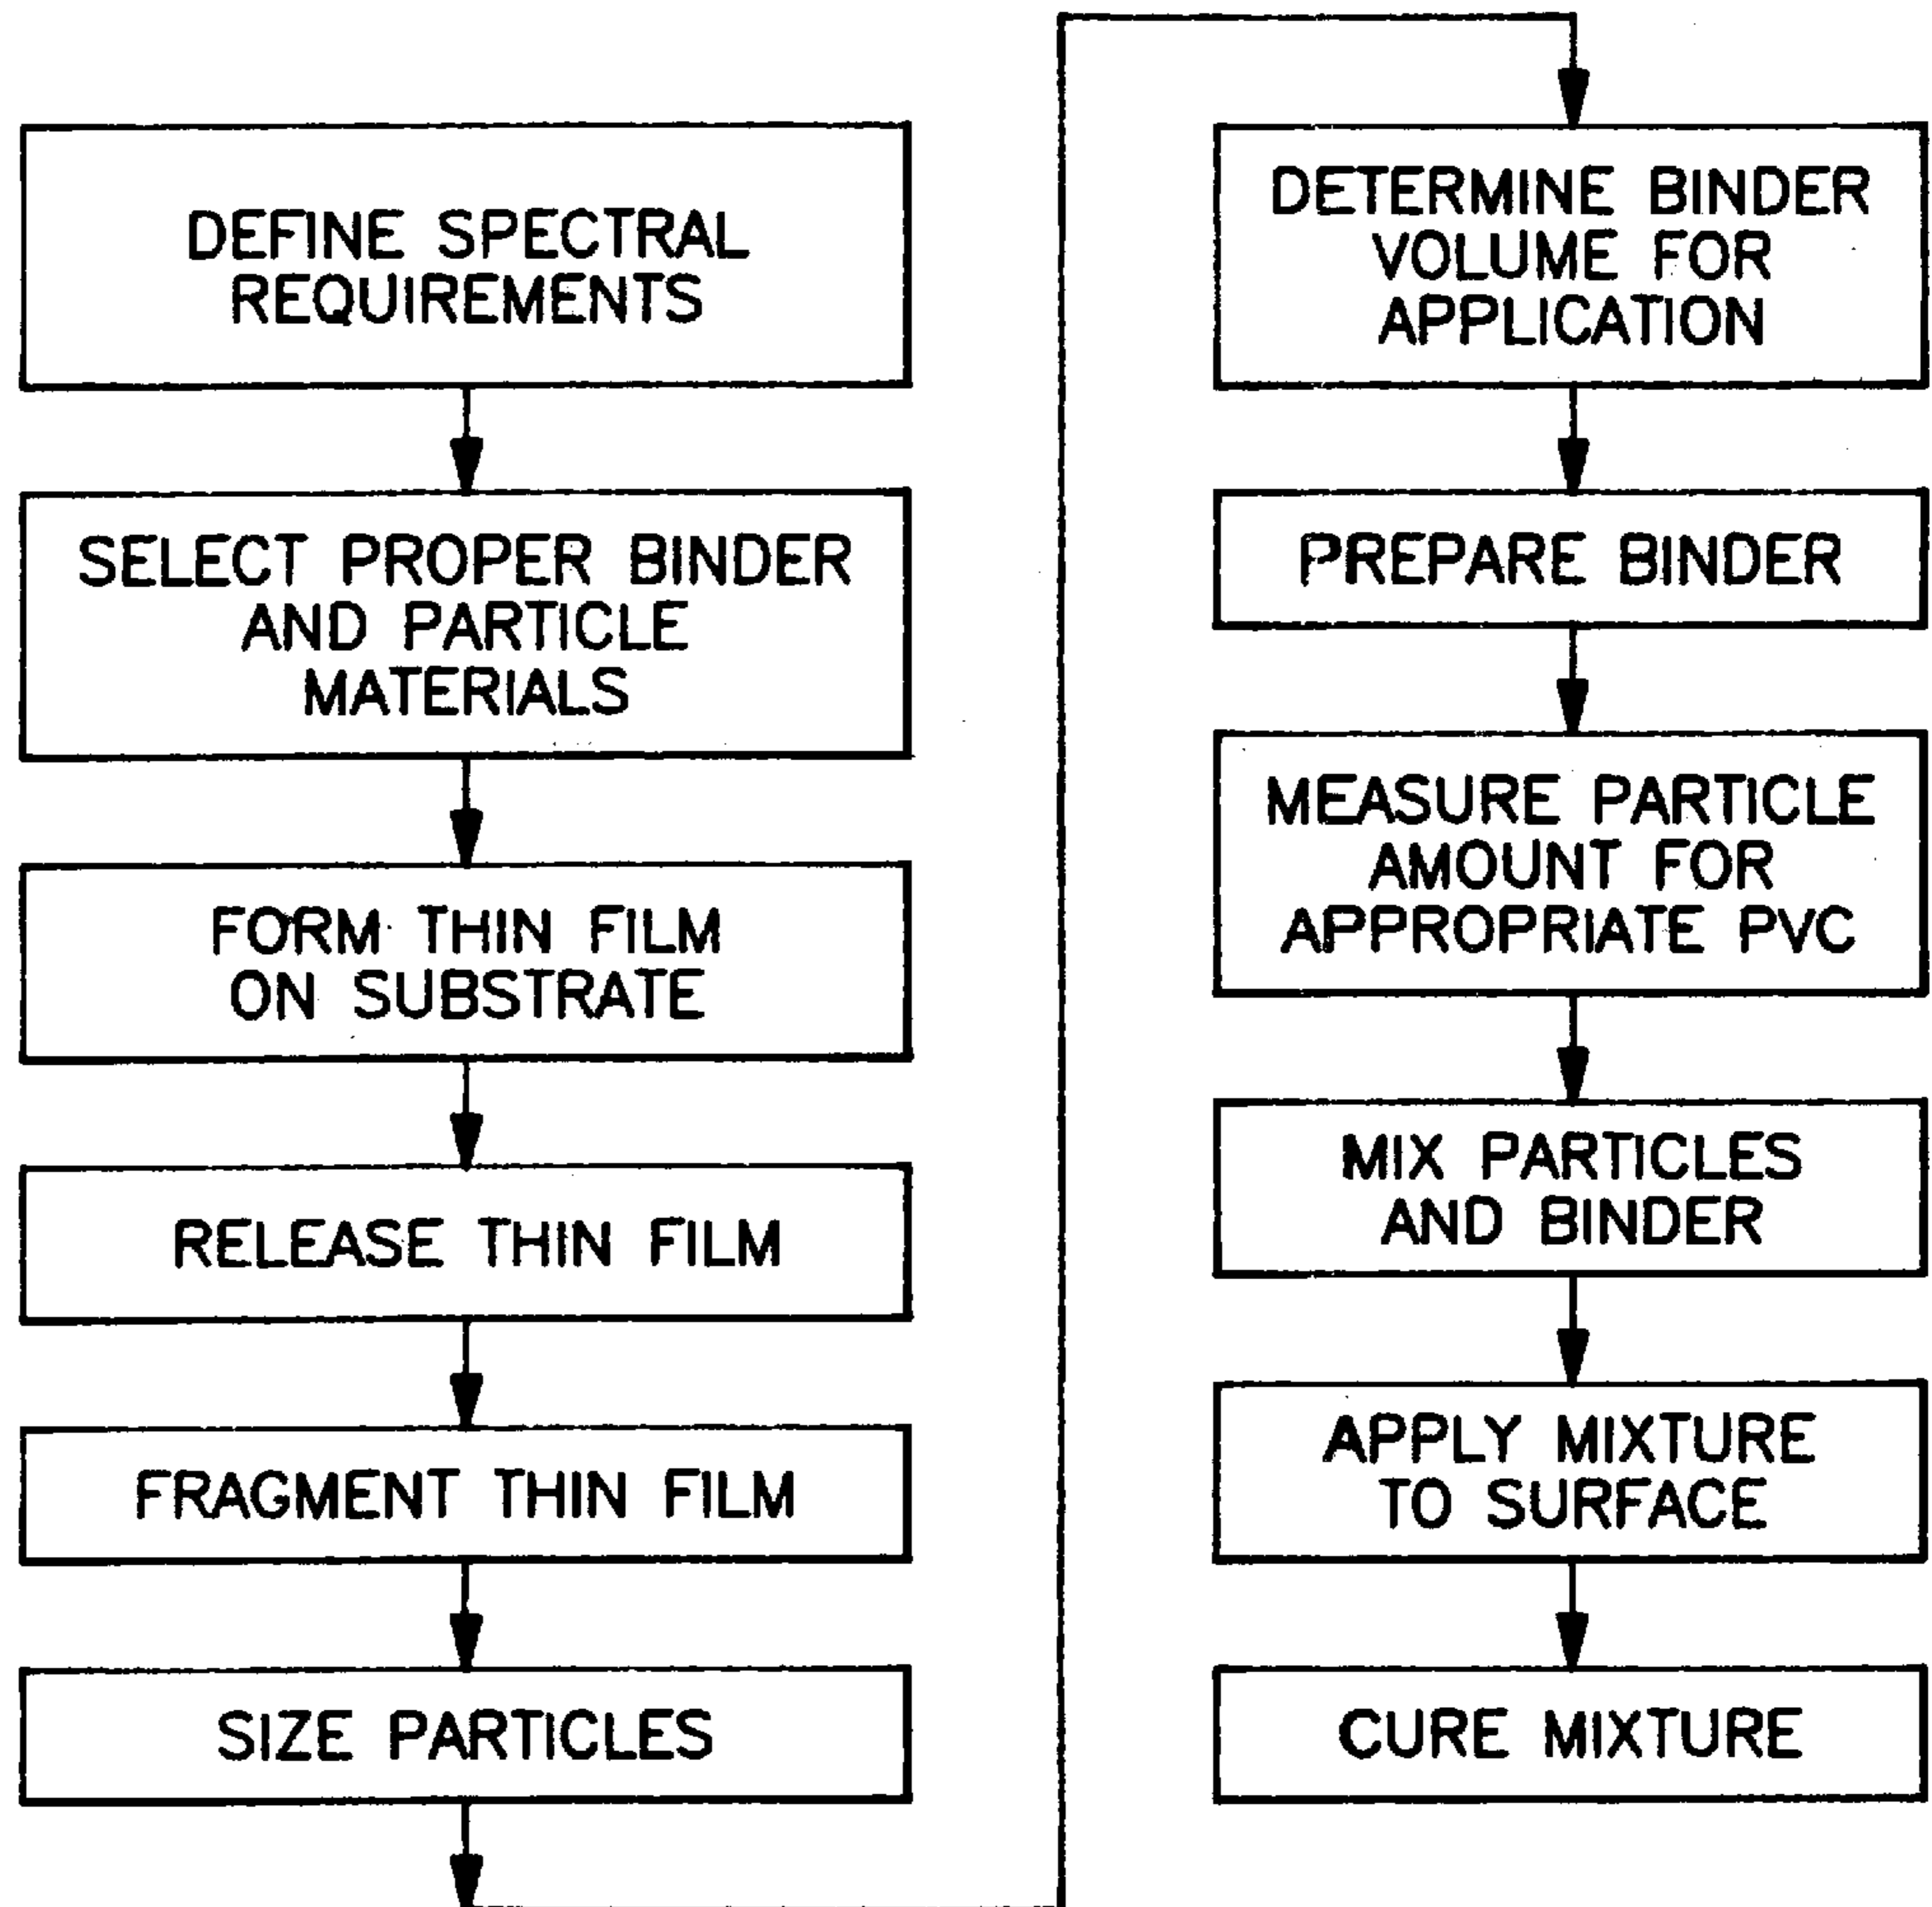 DEFINE SPECTRAL
REQUIREMENTS
SELECT PROPER BINDER
AND PARTICLE
MATERIALS
FORM THIN FILM
ON SUBSTRATE
RELEASE THIN FILM
FRAGMENT THIN FILM
SIZE PARTICLES
DETERMINE BINDER
VOLUME FOR
APPLICATION
PREPARE BINDER
MEASURE PARTICLE
AMOUNT FOR
APPROPRIATE PVC
MIX PARTICLES
AND BINDER
APPLY MIXTURE
TO SURFACE
CURE MIXTURE